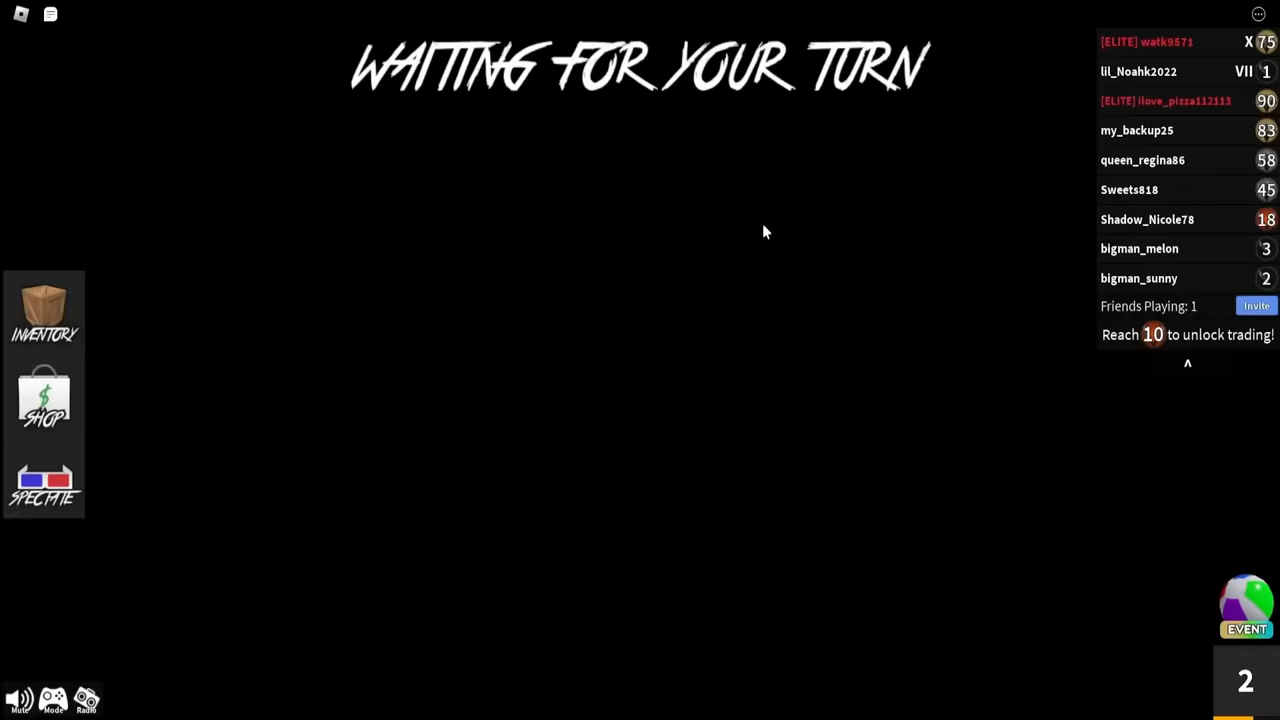 WAITING FOR YOUR TURN
[ELITE] watk9571 X 75
lil_Noahk2022 VII 1
[ELITE] ilove_pizza112113 90
my_backup25 83
queen_regina86 58
Sweets818 45
Shadow_Nicole78 18
bigman_melon 3
bigman_sunny 2
Friends Playing: 1 Invite
Reach 10 to unlock trading!
INVENTORY
$
SHOP
SPECTATE
EVENT
2
Mute Mode Radio